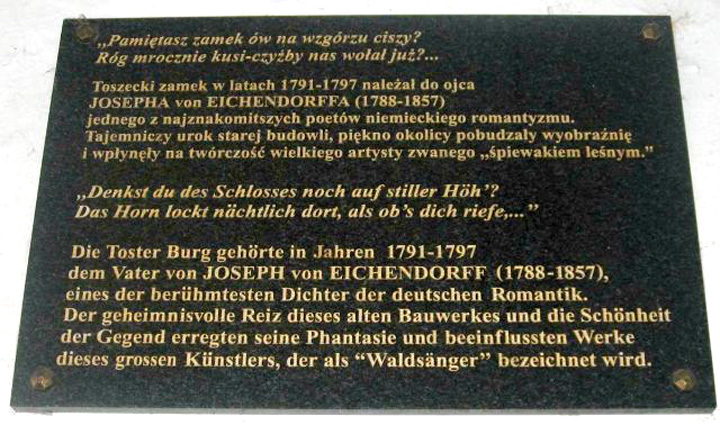 „Pamiętasz zamek ów na wzgórzu ciszy?
Róg mrocznie kusi-czyżby nas wołał już?...
Toszecki zamek w latach 1791-1797 należał do ojca
JOSEPHA von EICHENDORFFA (1788-1857)
jednego z najznakomitszych poetów niemieckiego romantyzmu.
Tajemniczy urok starej budowli, piękno okolicy pobudzały wyobraźnię
i wpłynęły na twórczość wielkiego artysty zwanego „śpiewakiem leśnym."
„Denkst du des Schlosses noch auf stiller Höh'?
Das Horn lockt nächtlich dort, als ob's dich riefe,..."
Die Toster Burg gehörte in Jahren 1791-1797
dem Vater von JOSEPH von EICHENDORFF (1788-1857),
eines der berühmtesten Dichter der deutschen Romantik.
Der geheimnisvolle Reiz dieses alten Bauwerkes und die Schönheit
der Gegend erregten seine Phantasie und beeinflussten Werke
dieses grossen Künstlers, der als “Waldsänger” bezeichnet wird.